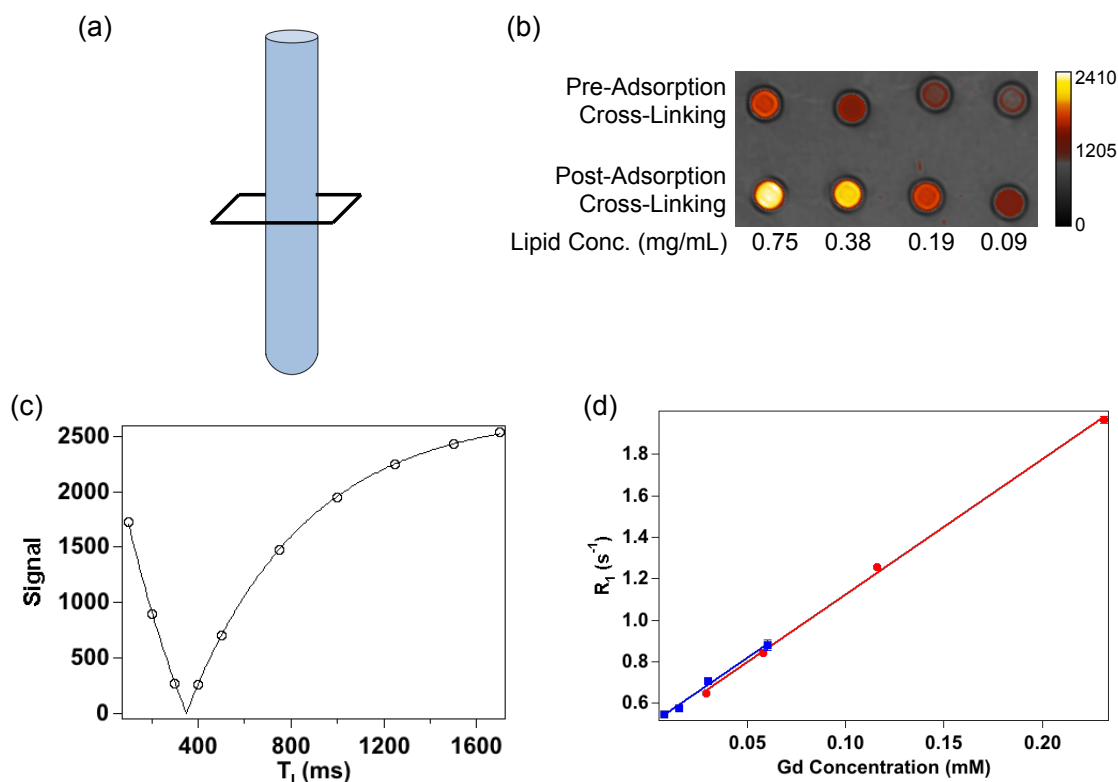 (a)
(b)
Pre-Adsorption
Cross-Linking
Post-Adsorption
Cross-Linking
Lipid Conc. (mg/mL) 0.75 0.38 0.19 0.09
2410
1205
0
(c)
Signal
2500
2000
1500
1000
500
0
400 800 1200 1600
T_I (ms)
(d)
R₁ (s⁻¹)
1.8
1.6
1.4
1.2
1.0
0.8
0.6
0.05 0.10 0.15 0.20
Gd Concentration (mM)